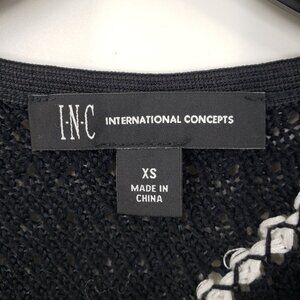 I·N·C INTERNATIONAL CONCEPTS
XS
MADE IN
CHINA